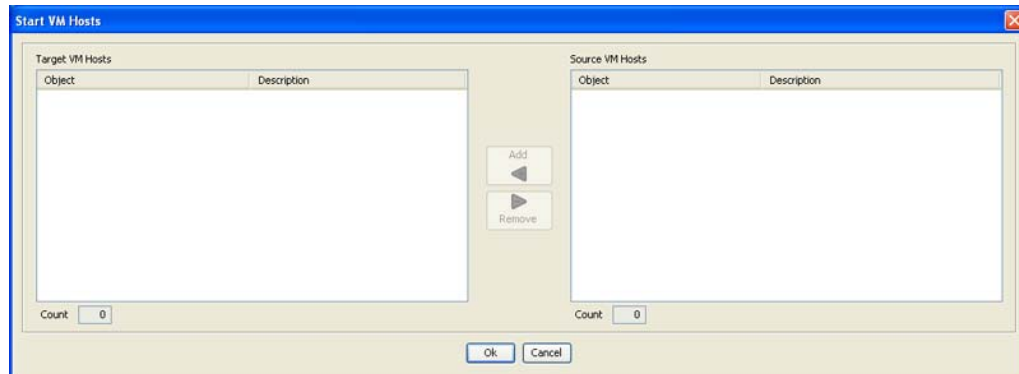 Start VM Hosts
Target VM Hosts
Object Description
Count 0
Add
Remove
Source VM Hosts
Object Description
Count 0
Ok Cancel